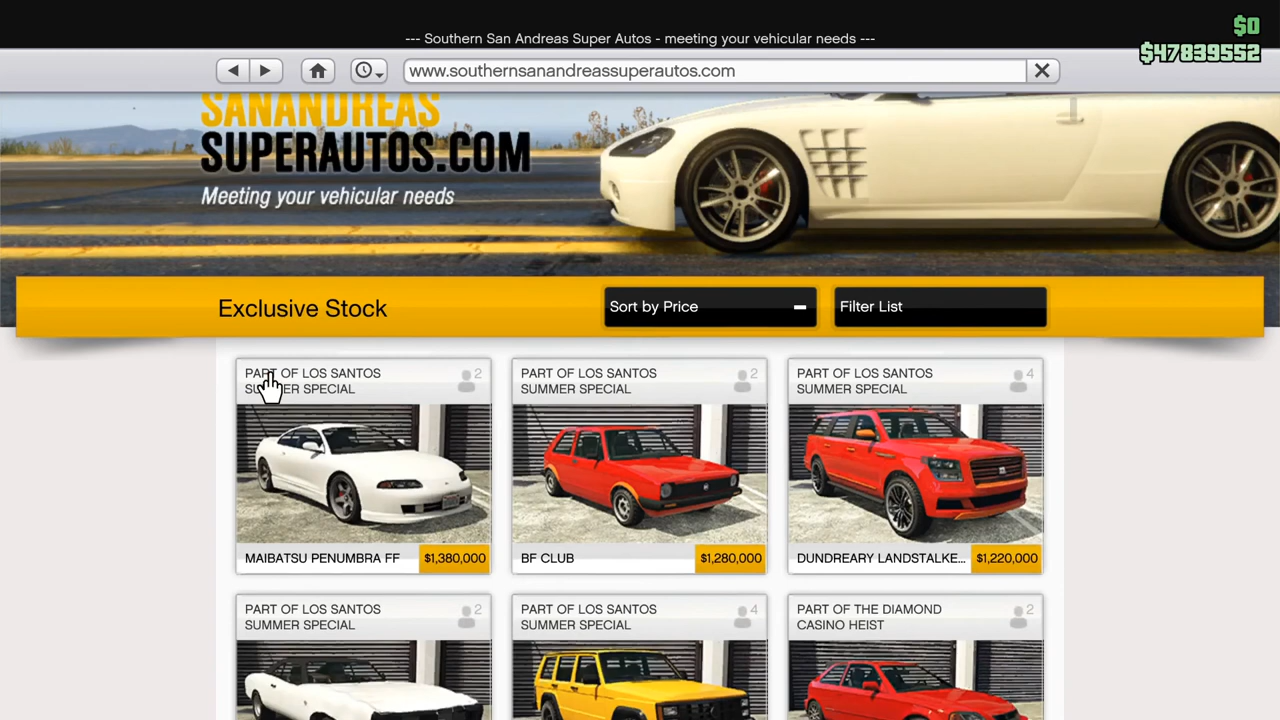 --- Southern San Andreas Super Autos - meeting your vehicular needs ---
$0
$47839552
www.southernsanandreassuperautos.com
SANANDREAS
SUPERAUTOS.COM
Meeting your vehicular needs
Exclusive Stock
Sort by Price
Filter List
PART OF LOS SANTOS
SUMMER SPECIAL
2
MAIBATSU PENUMBRA FF
$1,380,000
PART OF LOS SANTOS
SUMMER SPECIAL
2
BF CLUB
$1,280,000
PART OF LOS SANTOS
SUMMER SPECIAL
4
DUNDREARY LANDSTALKE...
$1,220,000
PART OF LOS SANTOS
SUMMER SPECIAL
2
PART OF LOS SANTOS
SUMMER SPECIAL
4
PART OF THE DIAMOND
CASINO HEIST
2